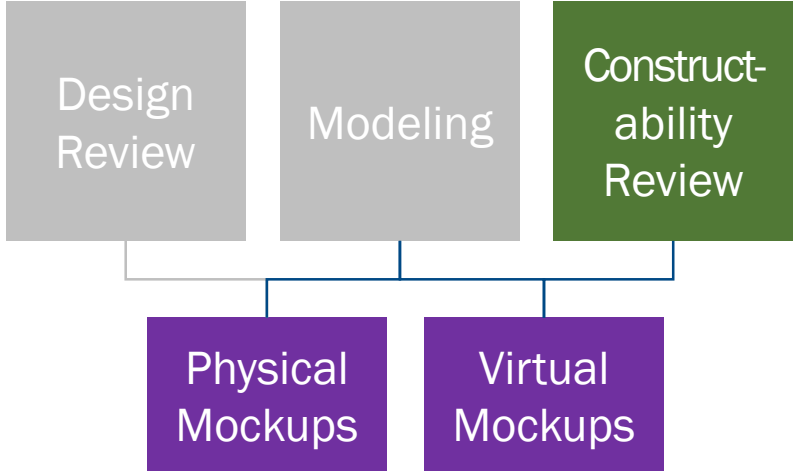 Design
Review
Modeling
Construct-
ability
Review
Physical
Mockups
Virtual
Mockups